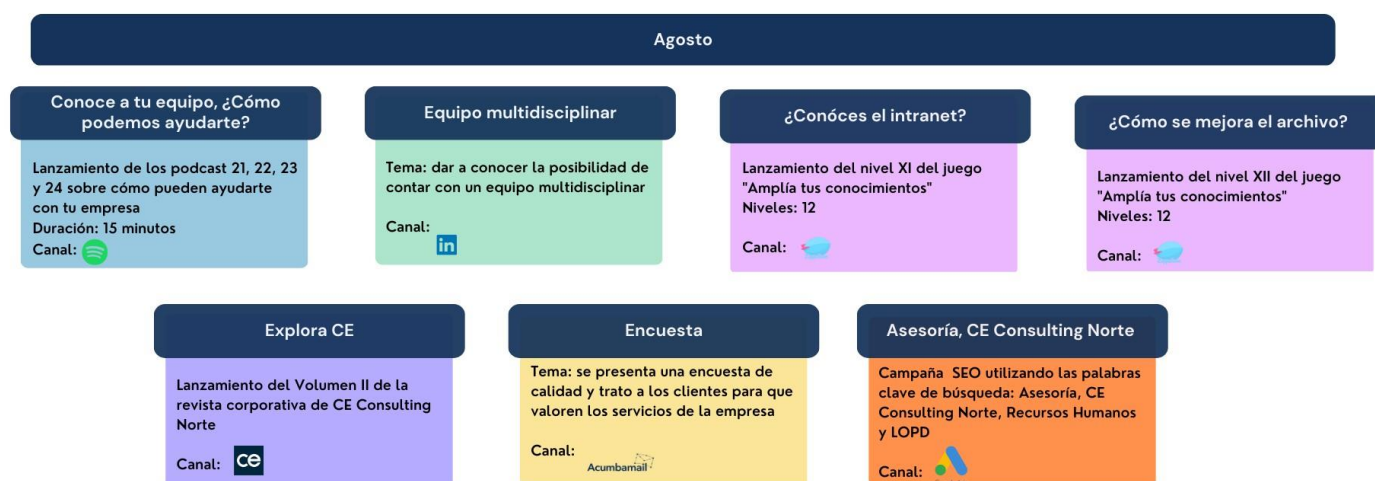 Agosto
Conoce a tu equipo, ¿Cómo
podemos ayudarte?
Lanzamiento de los podcast 21, 22, 23
y 24 sobre cómo pueden ayudarte
con tu empresa
Duración: 15 minutos
Canal:
Equipo multidisciplinar
Tema: dar a conocer la posibilidad de
contar con un equipo multidisciplinar
Canal:
in
¿Conóces el intranet?
Lanzamiento del nivel XI del juego
"Amplía tus conocimientos"
Niveles: 12
Canal:
¿Cómo se mejora el archivo?
Lanzamiento del nivel XII del juego
"Amplía tus conocimientos"
Niveles: 12
Canal:
Explora CE
Lanzamiento del Volumen II de la
revista corporativa de CE Consulting
Norte
Canal: ce
Encuesta
Tema: se presenta una encuesta de
calidad y trato a los clientes para que
valoren los servicios de la empresa
Canal:
Acumbamail
Asesoría, CE Consulting Norte
Campaña SEO utilizando las palabras
clave de búsqueda: Asesoría, CE
Consulting Norte, Recursos Humanos
y LOPD
Canal: